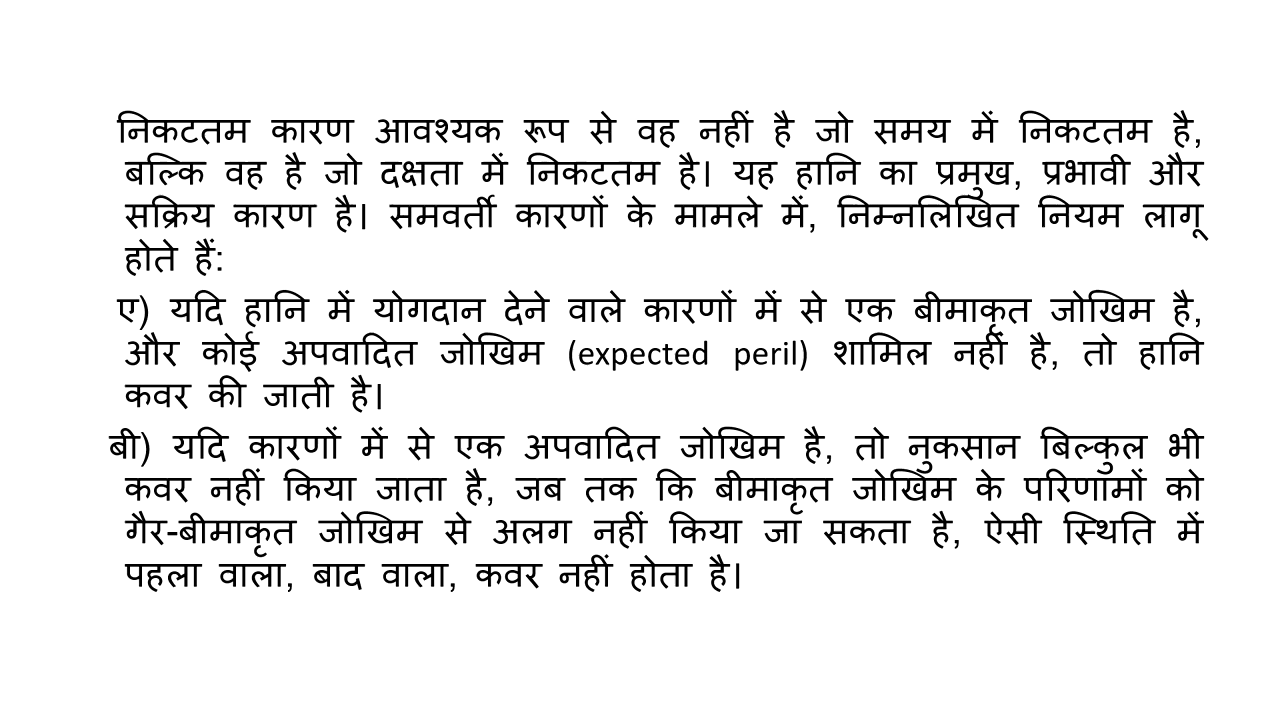 निकटतम कारण आवश्यक रूप से वह नहीं है जो समय में निकटतम है,
बल्कि वह है जो दक्षता में निकटतम है। यह हानि का प्रमुख, प्रभावी और
सक्रिय कारण है। समवर्ती कारणों के मामले में, निम्नलिखित नियम लागू
होते हैं:
ए) यदि हानि में योगदान देने वाले कारणों में से एक बीमाकृत जोखिम है,
और कोई अपवादित जोखिम (expected peril) शामिल नहीं है, तो हानि
कवर की जाती है।
बी) यदि कारणों में से एक अपवादित जोखिम है, तो नुकसान बिल्कुल भी
कवर नहीं किया जाता है, जब तक कि बीमाकृत जोखिम के परिणामों को
गैर-बीमाकृत जोखिम से अलग नहीं किया जा सकता है, ऐसी स्थिति में
पहला वाला, बाद वाला, कवर नहीं होता है।